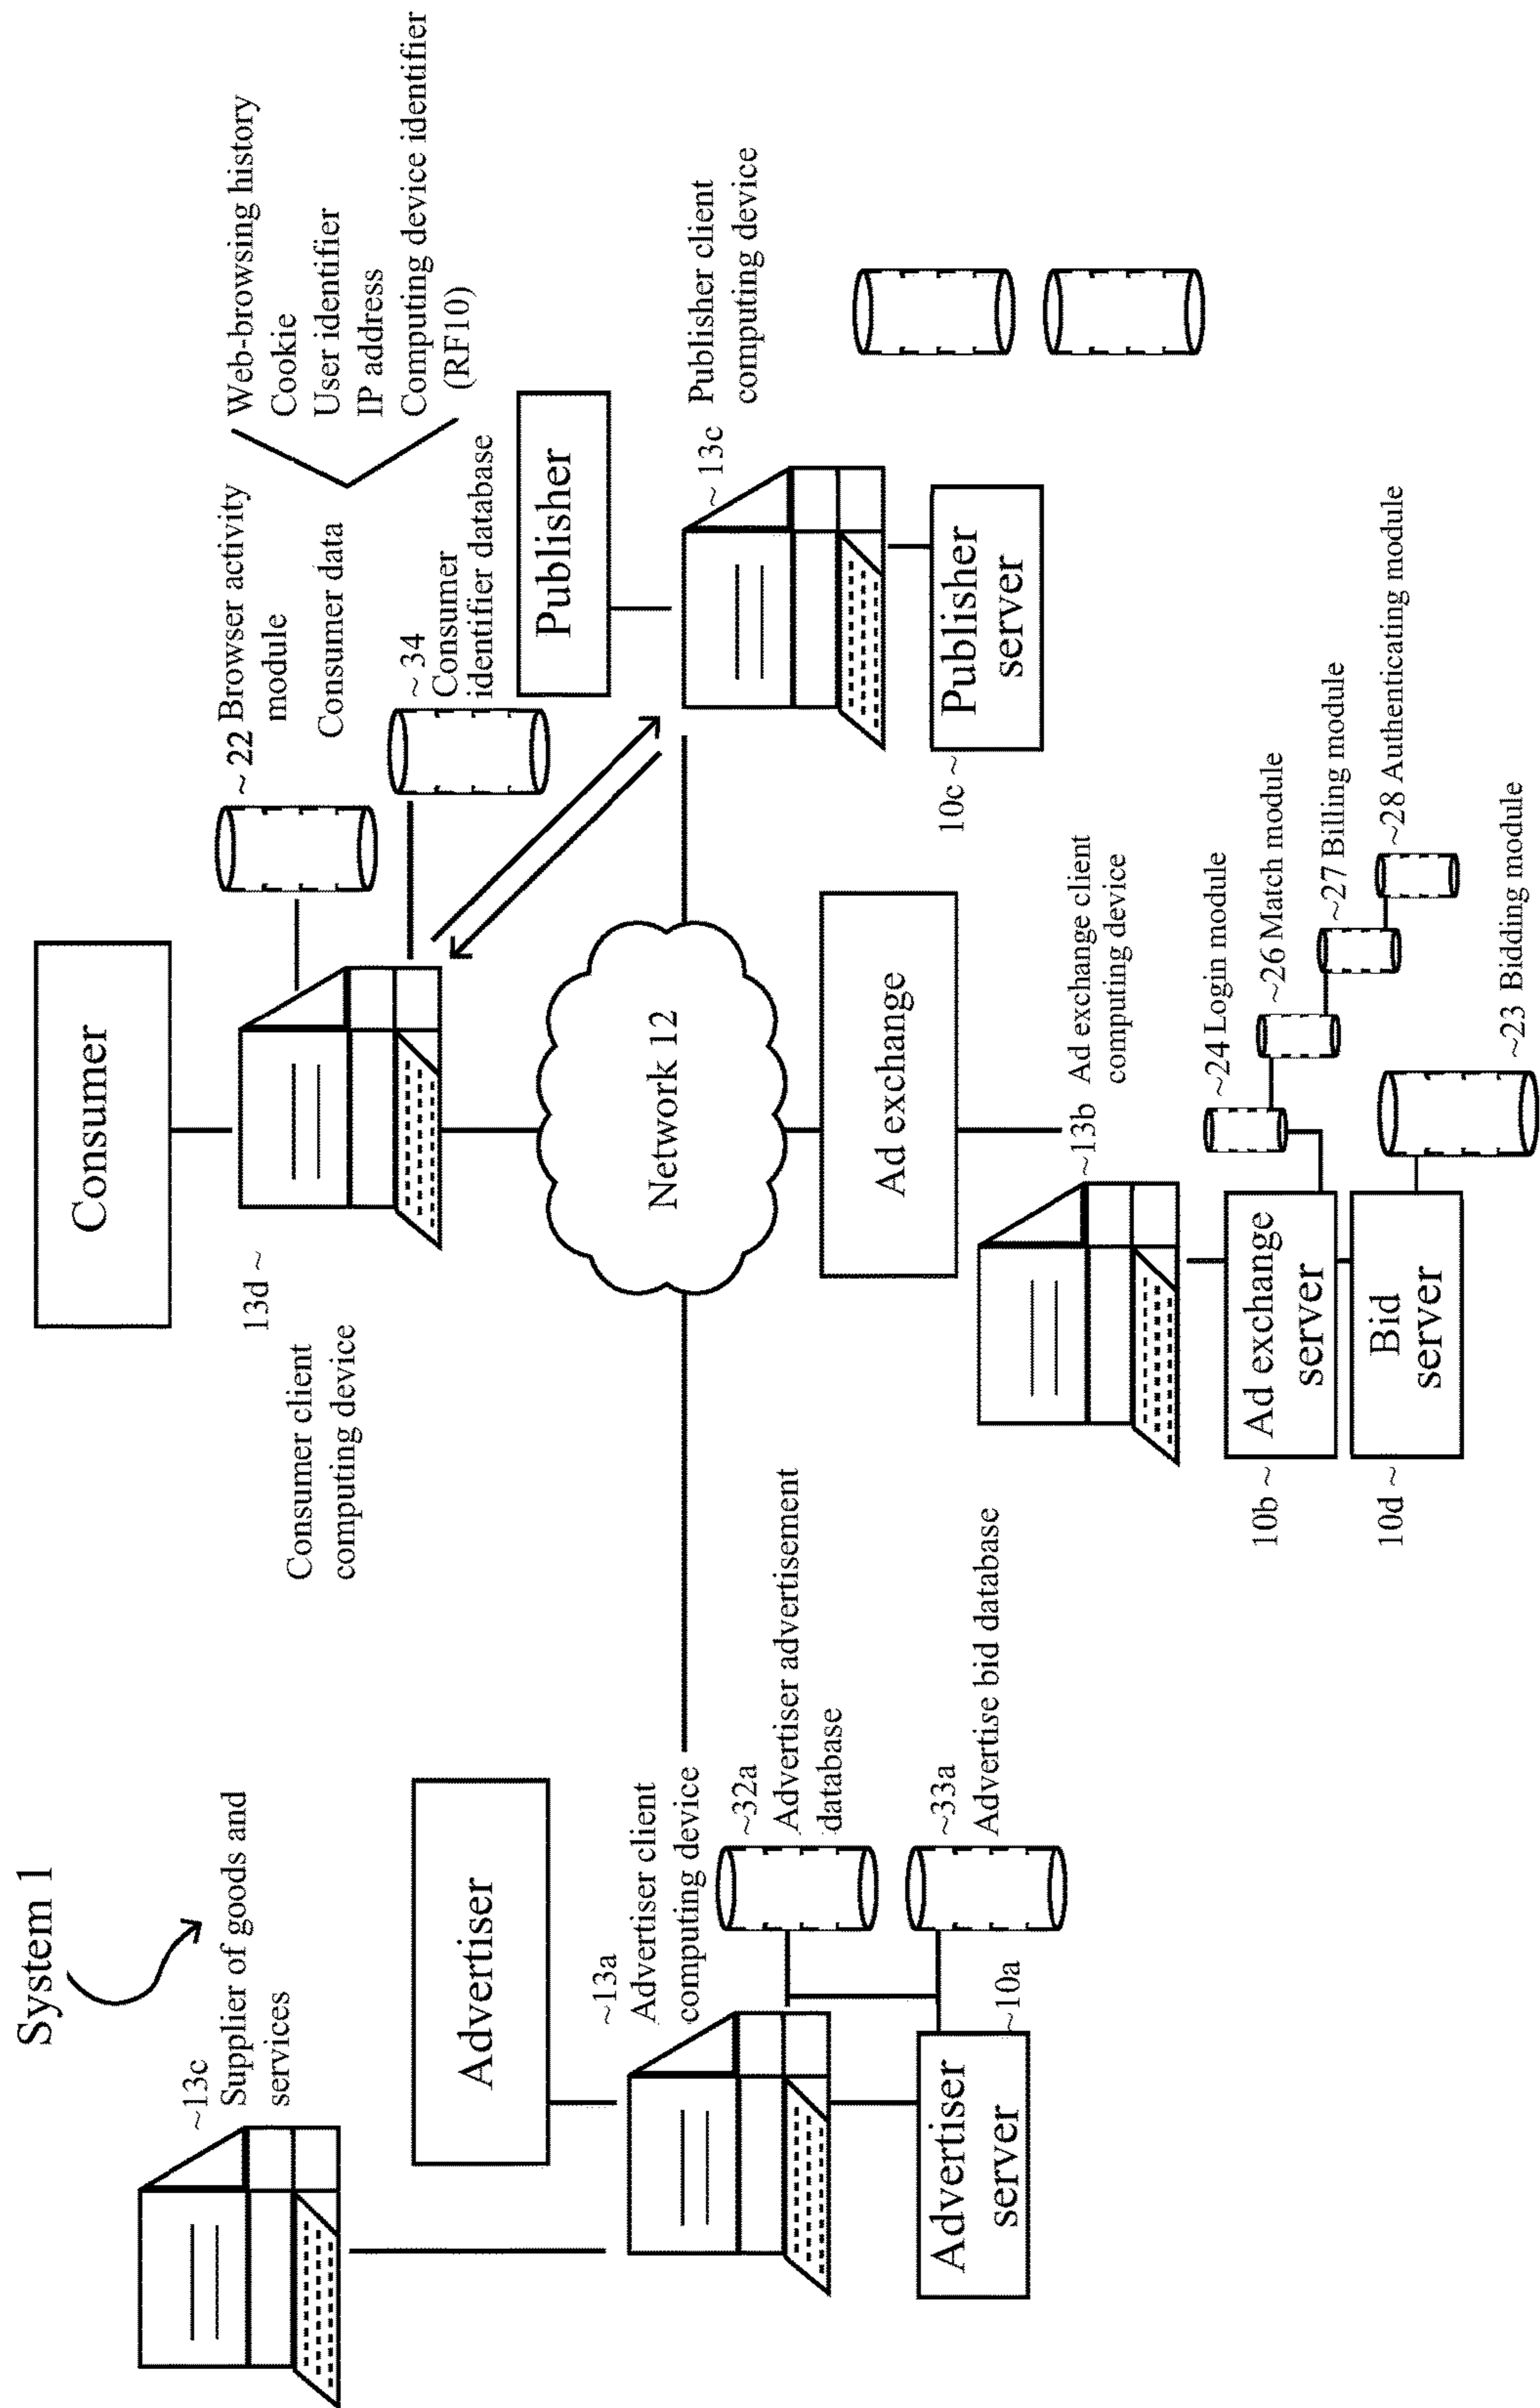 System 1
~13c
Supplier of goods and
services
Advertiser
~13a
Advertiser client
computing device
~32a
Advertiser advertisement
database
~33a
Advertise bid database
Advertiser
server
~10a
Consumer
13d ~
Consumer client
computing device
~ 22 Browser activity
module
Consumer data
Web-browsing history
Cookie
User identifier
IP address
Computing device identifier
(RF10)
~ 34
Consumer
identifier database
Network 12
Publisher
~ 13c
Publisher client
computing device
Publisher
server
10c ~
Ad exchange
~13b
Ad exchange client
computing device
Ad exchange
server
10b ~
Bid
server
10d ~
~24 Login module
~26 Match module
~27 Billing module
~28 Authenticating module
~23 Bidding module